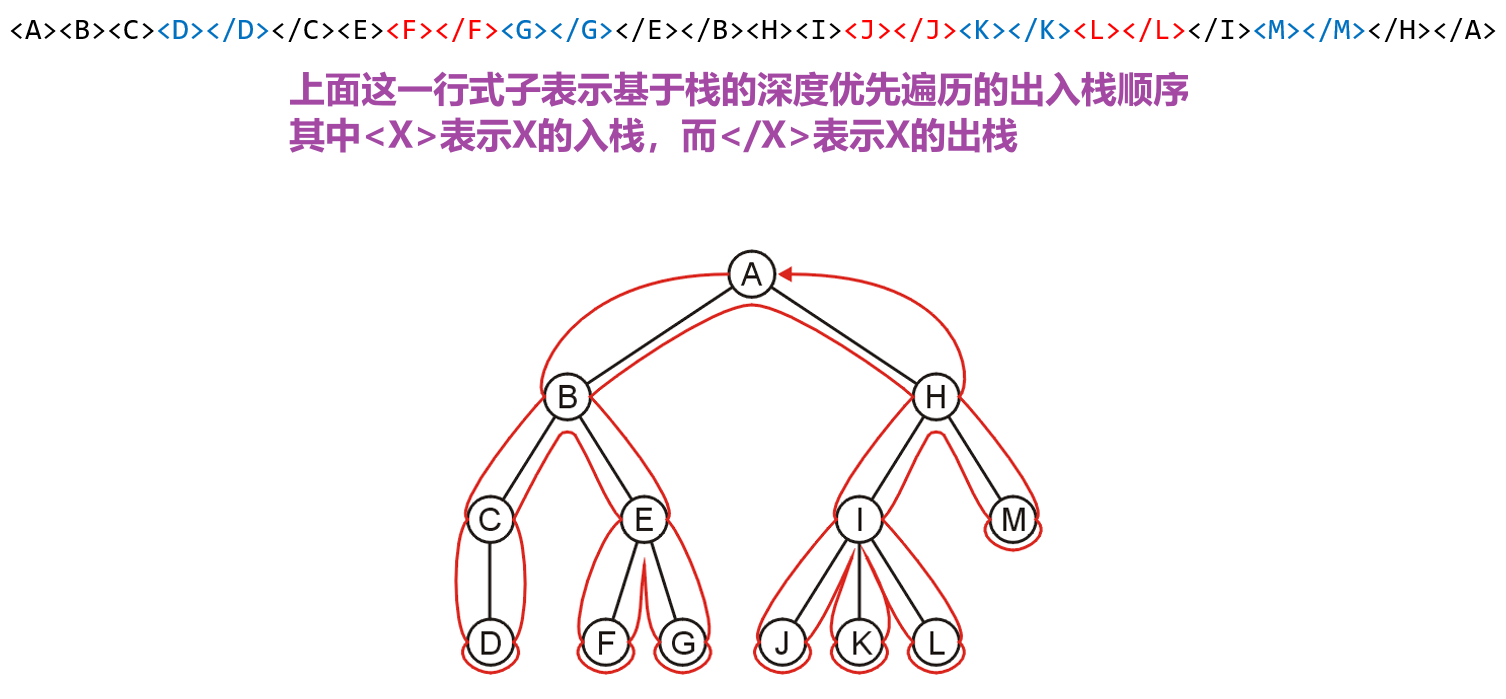 <A><B><C><D></D></C><E><F></F><G></G></E></B><H><I><J></J><K></K><L></L></I><M></M></H></A>
上面这一行式子表示基于栈的深度优先遍历的出入栈顺序
其中<X>表示X的入栈，而</X>表示X的出栈
A
B H
C E I M
D F G J K L